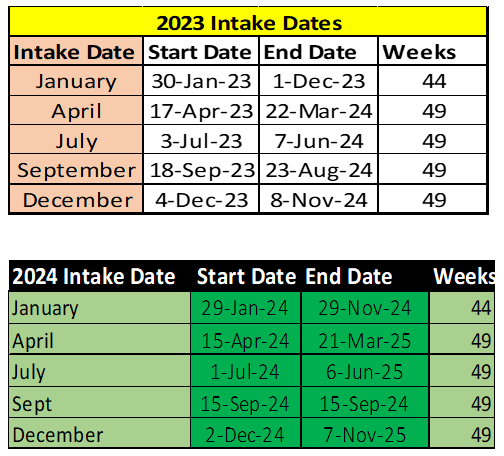 2023 Intake Dates
Intake Date Start Date End Date Weeks
January 30-Jan-23 1-Dec-23 44
April 17-Apr-23 22-Mar-24 49
July 3-Jul-23 7-Jun-24 49
September 18-Sep-23 23-Aug-24 49
December 4-Dec-23 8-Nov-24 49
2024 Intake Date Start Date End Date Weeks
January 29-Jan-24 29-Nov-24 44
April 15-Apr-24 21-Mar-25 49
July 1-Jul-24 6-Jun-25 49
Sept 15-Sep-24 15-Sep-24 49
December 2-Dec-24 7-Nov-25 49